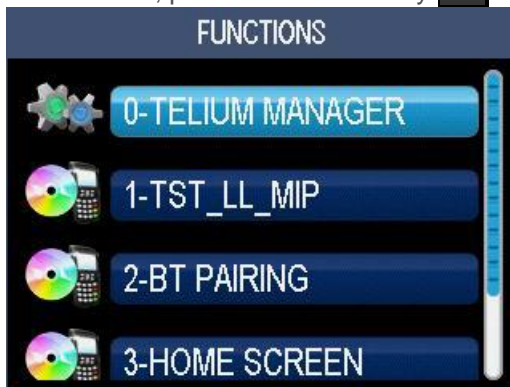 FUNCTIONS
0-TELIUM MANAGER
1-TST_LL_MIP
2-BT PAIRING
3-HOME SCREEN